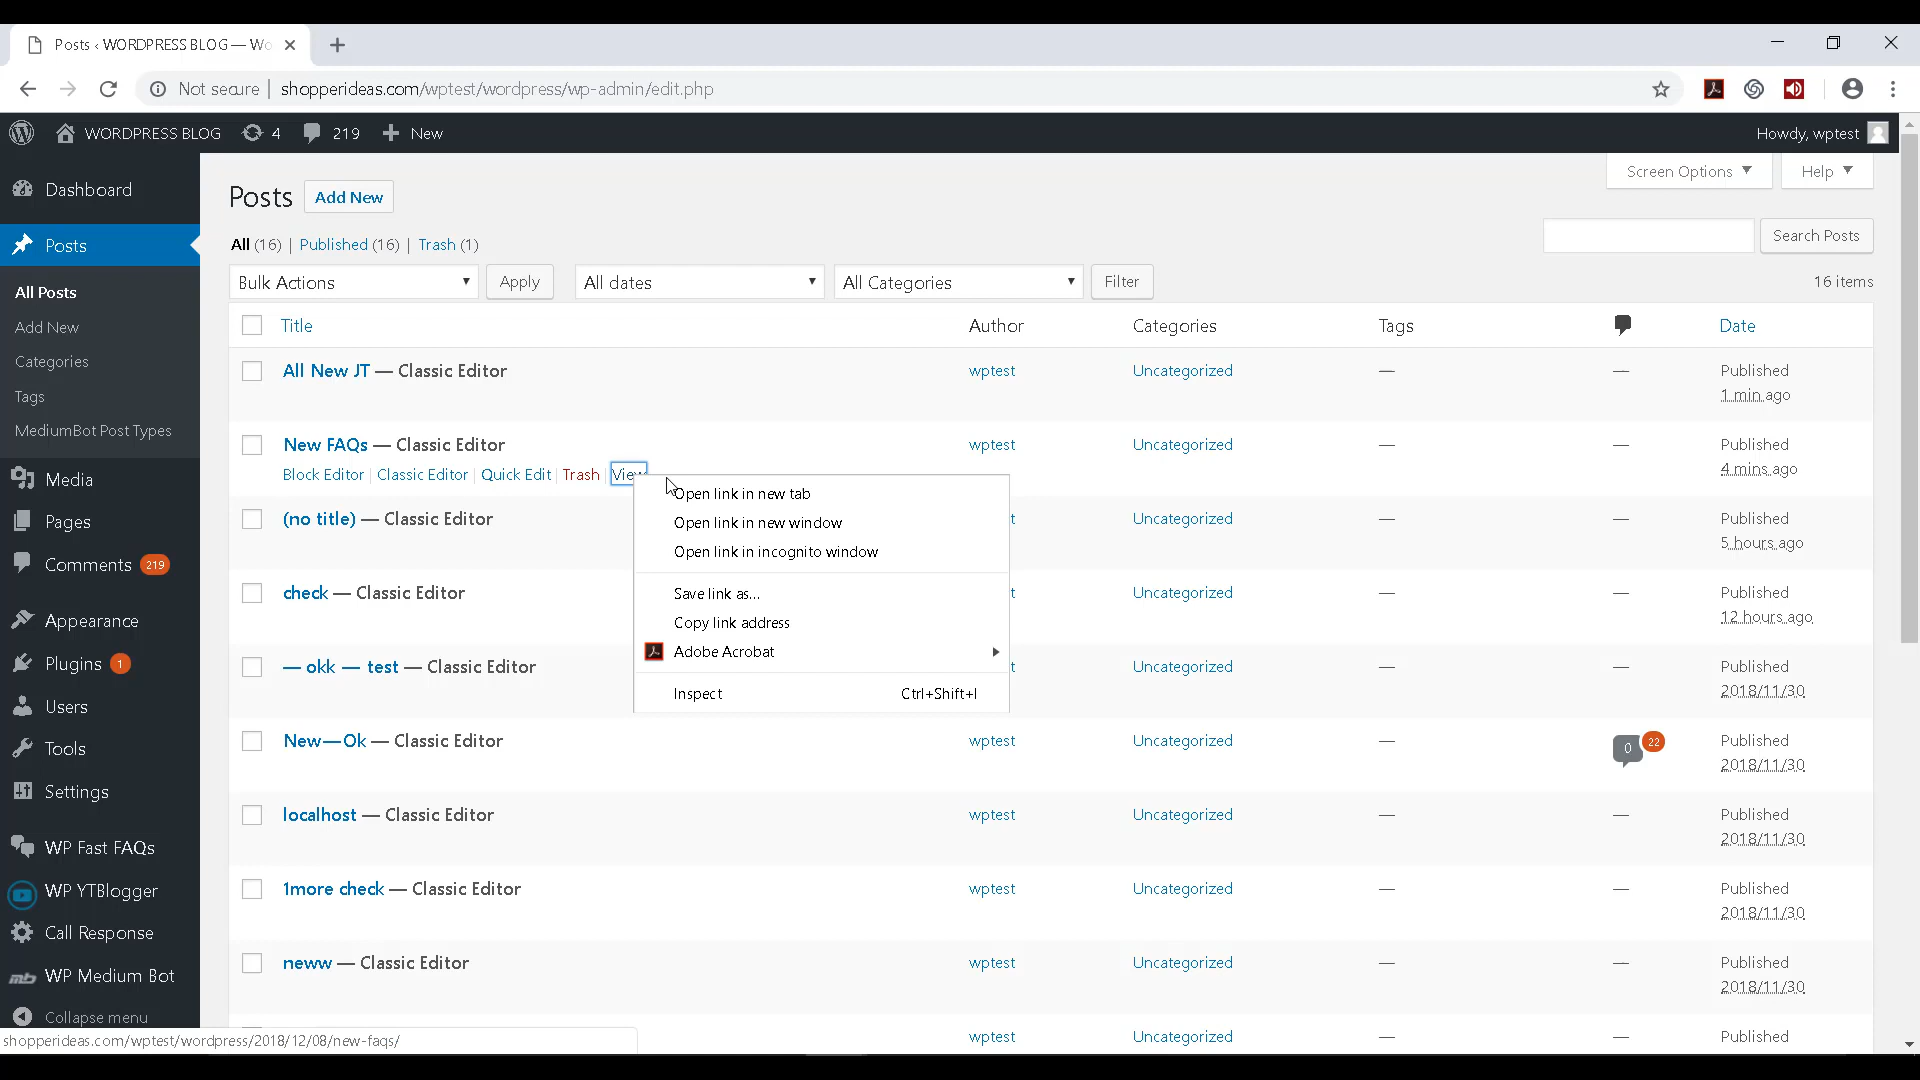 Posts ‹ WORDPRESS BLOG — Wo
Not secure | shopperideas.com/wptest/wordpress/wp-admin/edit.php
WORDPRESS BLOG 4 219 + New Howdy, wptest
Dashboard
Posts
All Posts
Add New
Categories
Tags
MediumBot Post Types
Media
Pages
Comments 219
Appearance
Plugins 1
Users
Tools
Settings
WP Fast FAQs
WP YTBlogger
Call Response
WP Medium Bot
Collapse menu
Screen Options Help
Posts Add New
All (16) | Published (16) | Trash (1)
Search Posts
Bulk Actions Apply All dates All Categories Filter 16 items
Title Author Categories Tags Date
All New JT — Classic Editor wptest Uncategorized — — Published
1 min ago
New FAQs — Classic Editor wptest Uncategorized — — Published
4 mins ago
Block Editor | Classic Editor | Quick Edit | Trash | View
(no title) — Classic Editor t Uncategorized — — Published
5 hours ago
check — Classic Editor t Uncategorized — — Published
12 hours ago
— okk — test — Classic Editor t Uncategorized — — Published
2018/11/30
New—Ok — Classic Editor wptest Uncategorized — 0 22 Published
2018/11/30
localhost — Classic Editor wptest Uncategorized — — Published
2018/11/30
1more check — Classic Editor wptest Uncategorized — — Published
2018/11/30
neww — Classic Editor wptest Uncategorized — — Published
2018/11/30
wptest Uncategorized — — Published
Open link in new tab
Open link in new window
Open link in incognito window
Save link as...
Copy link address
Adobe Acrobat
Inspect Ctrl+Shift+I
shopperideas.com/wptest/wordpress/2018/12/08/new-faqs/